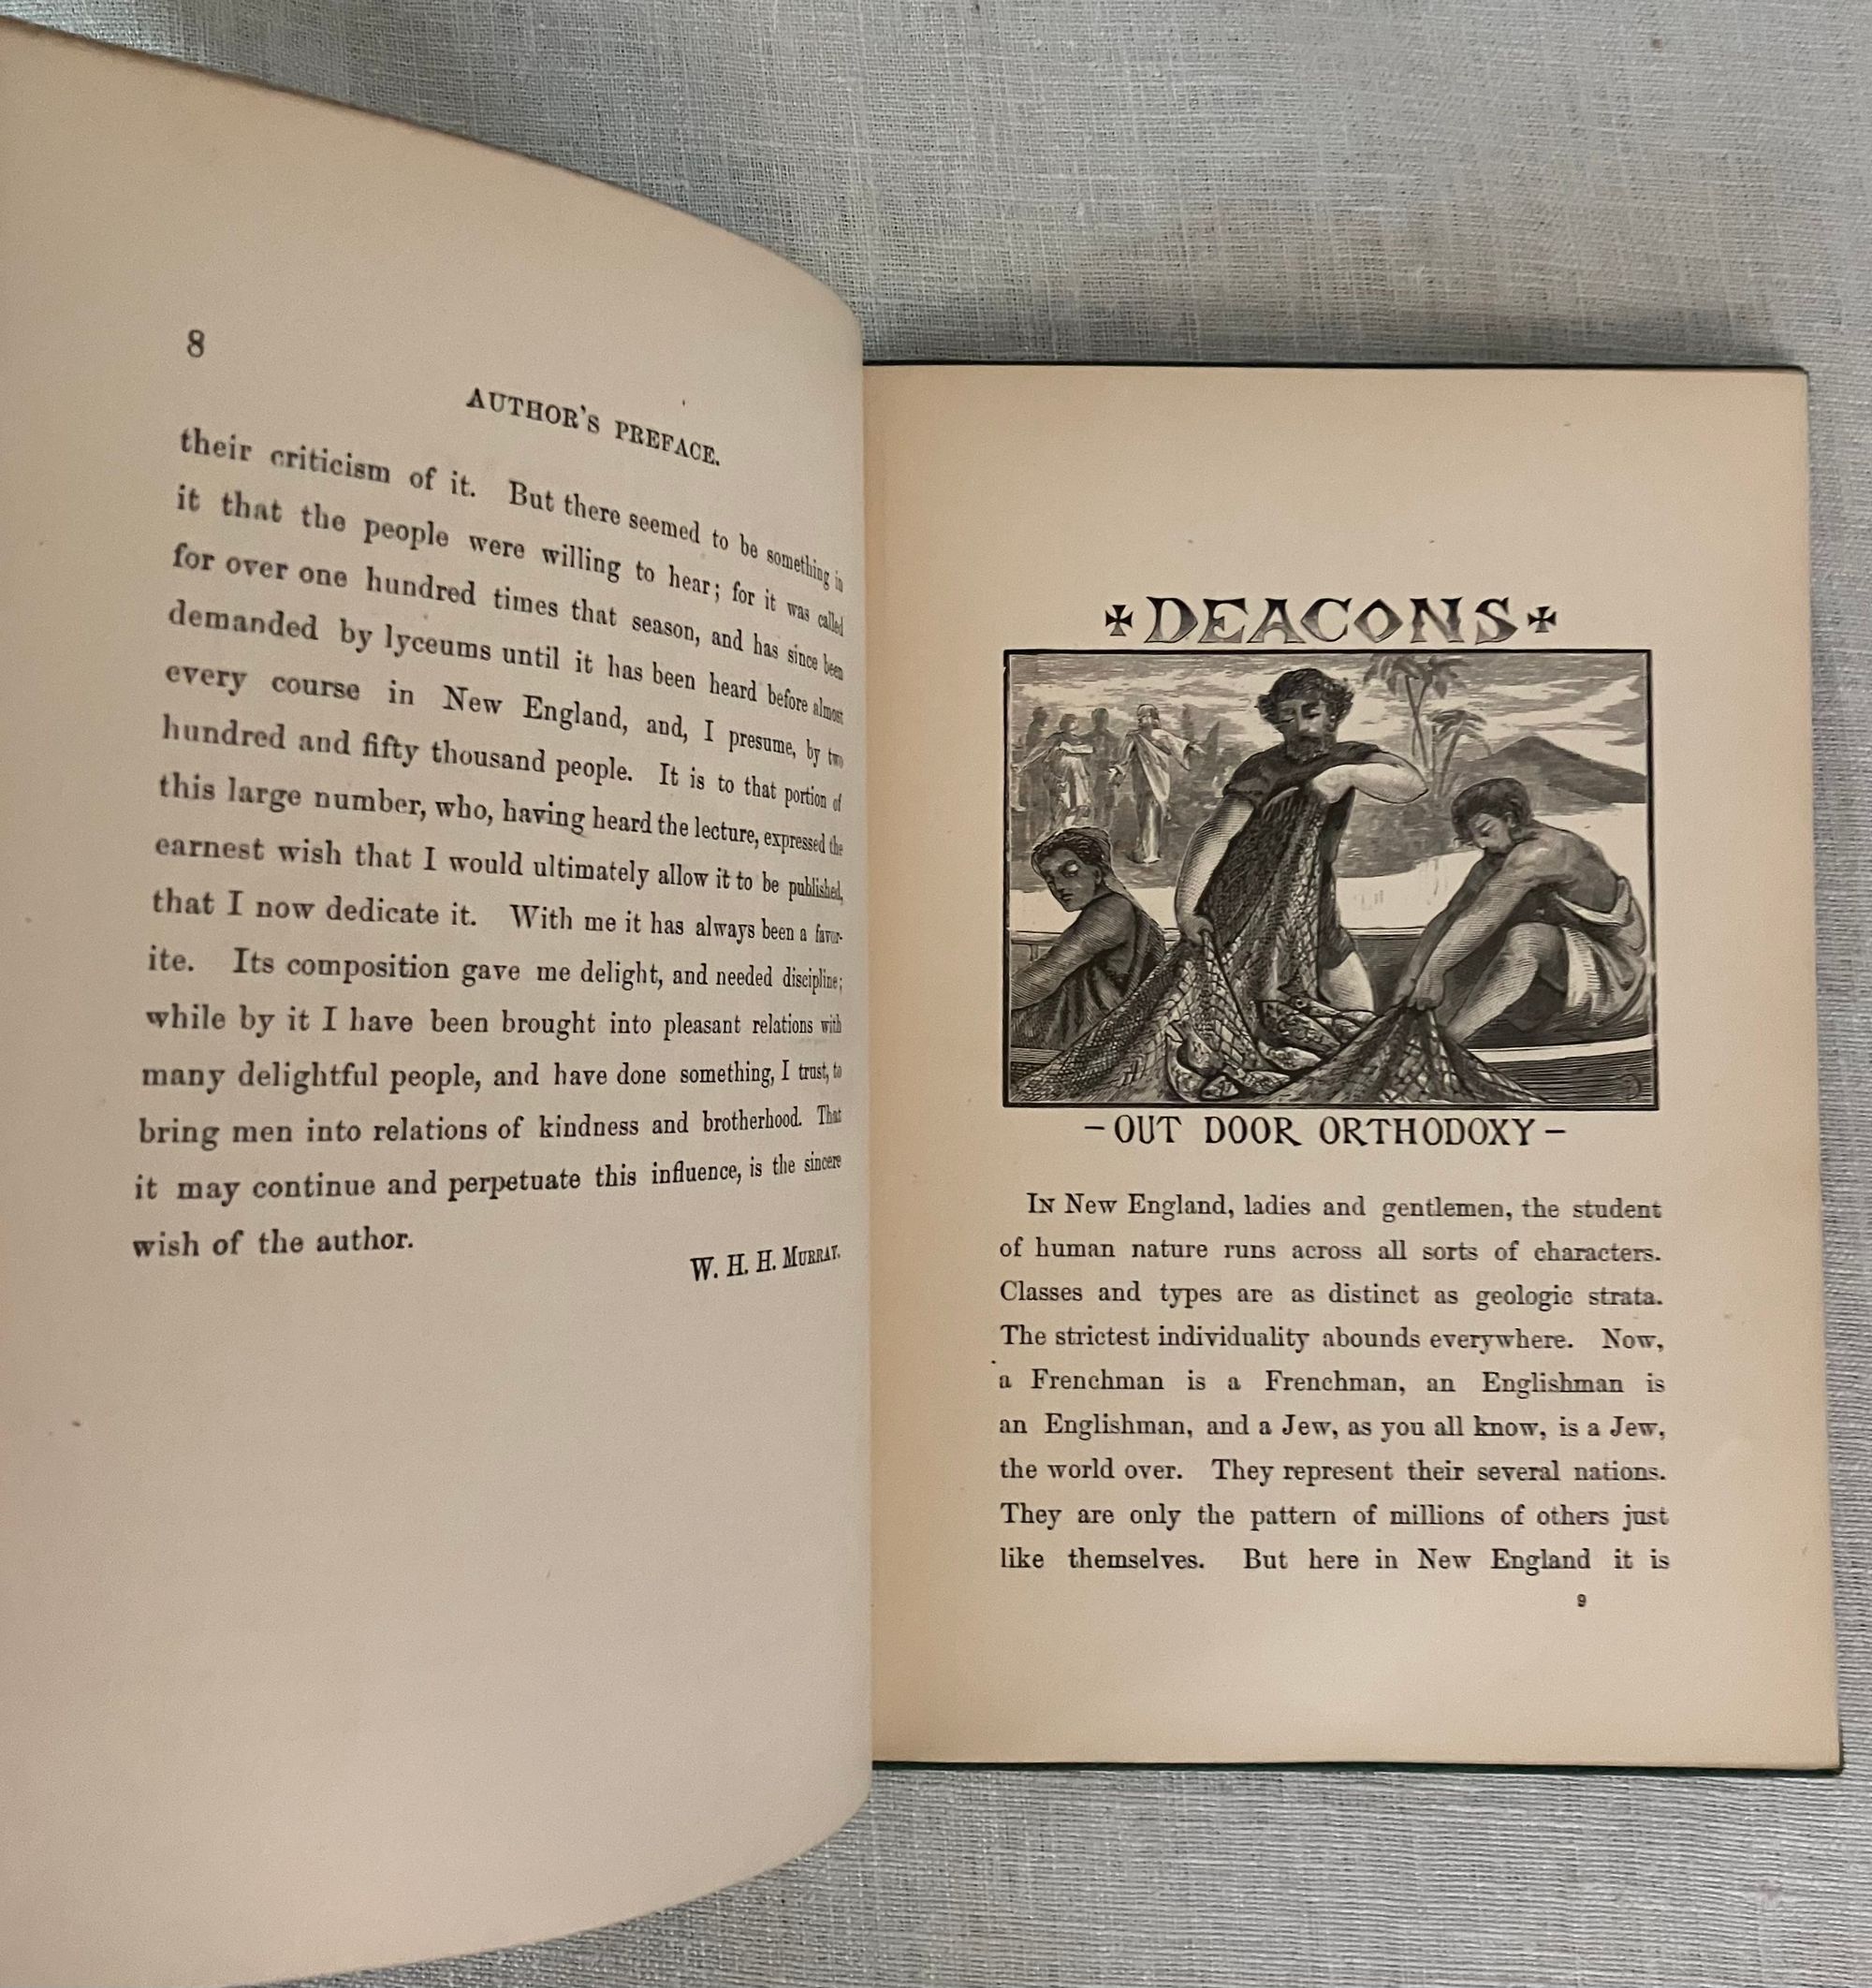 8
AUTHOR'S PREFACE.
their criticism of it. But there seemed to be something in
it that the people were willing to hear; for it was called
for over one hundred times that season, and has since been
demanded by lyceums until it has been heard before almost
every course in New England, and, I presume, by two
hundred and fifty thousand people. It is to that portion of
this large number, who, having heard the lecture, expressed the
earnest wish that I would ultimately allow it to be published,
that I now dedicate it. With me it has always been a favor-
ite. Its composition gave me delight, and needed discipline;
while by it I have been brought into pleasant relations with
many delightful people, and have done something, I trust, to
bring men into relations of kindness and brotherhood. That
it may continue and perpetuate this influence, is the sincere
wish of the author.
W. H. H. MURRAY.
DEACONS
-OUT DOOR ORTHODOXY-
IN New England, ladies and gentlemen, the student
of human nature runs across all sorts of characters.
Classes and types are as distinct as geologic strata.
The strictest individuality abounds everywhere. Now,
a Frenchman is a Frenchman, an Englishman is
an Englishman, and a Jew, as you all know, is a Jew,
the world over. They represent their several nations.
They are only the pattern of millions of others just
like themselves. But here in New England it is
9